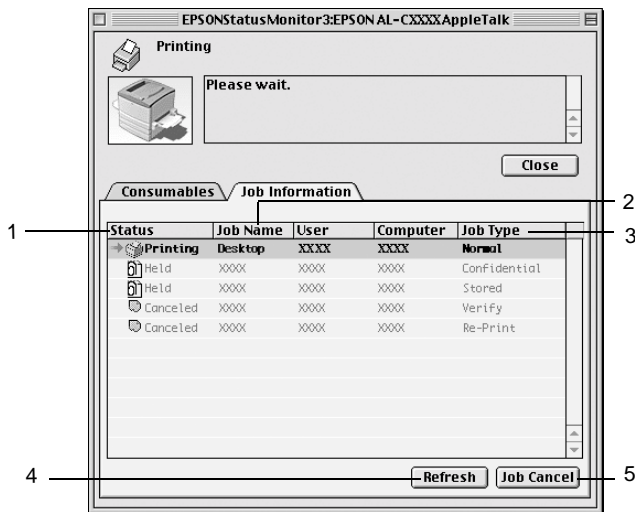 EPSONStatusMonitor3:EPSON AL-CXXXXAppleTalk
Printing
Please wait.
Close
Consumables Job Information
2
1 Status Job Name User Computer Job Type 3
Printing Desktop XXXX XXXX Normal
Held XXXX XXXX XXXX Confidential
Held XXXX XXXX XXXX Stored
Canceled XXXX XXXX XXXX Verify
Canceled XXXX XXXX XXXX Re-Print
4 Refresh Job Cancel 5